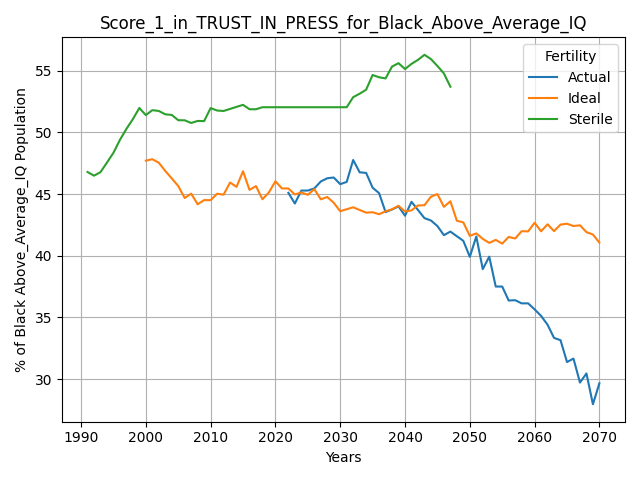 Score_1_in_TRUST_IN_PRESS_for_Black_Above_Average_IQ
% of Black Above_Average_IQ Population
55
50
45
40
35
30
Fertility
Actual
Ideal
Sterile
1990 2000 2010 2020 2030 2040 2050 2060 2070
Years